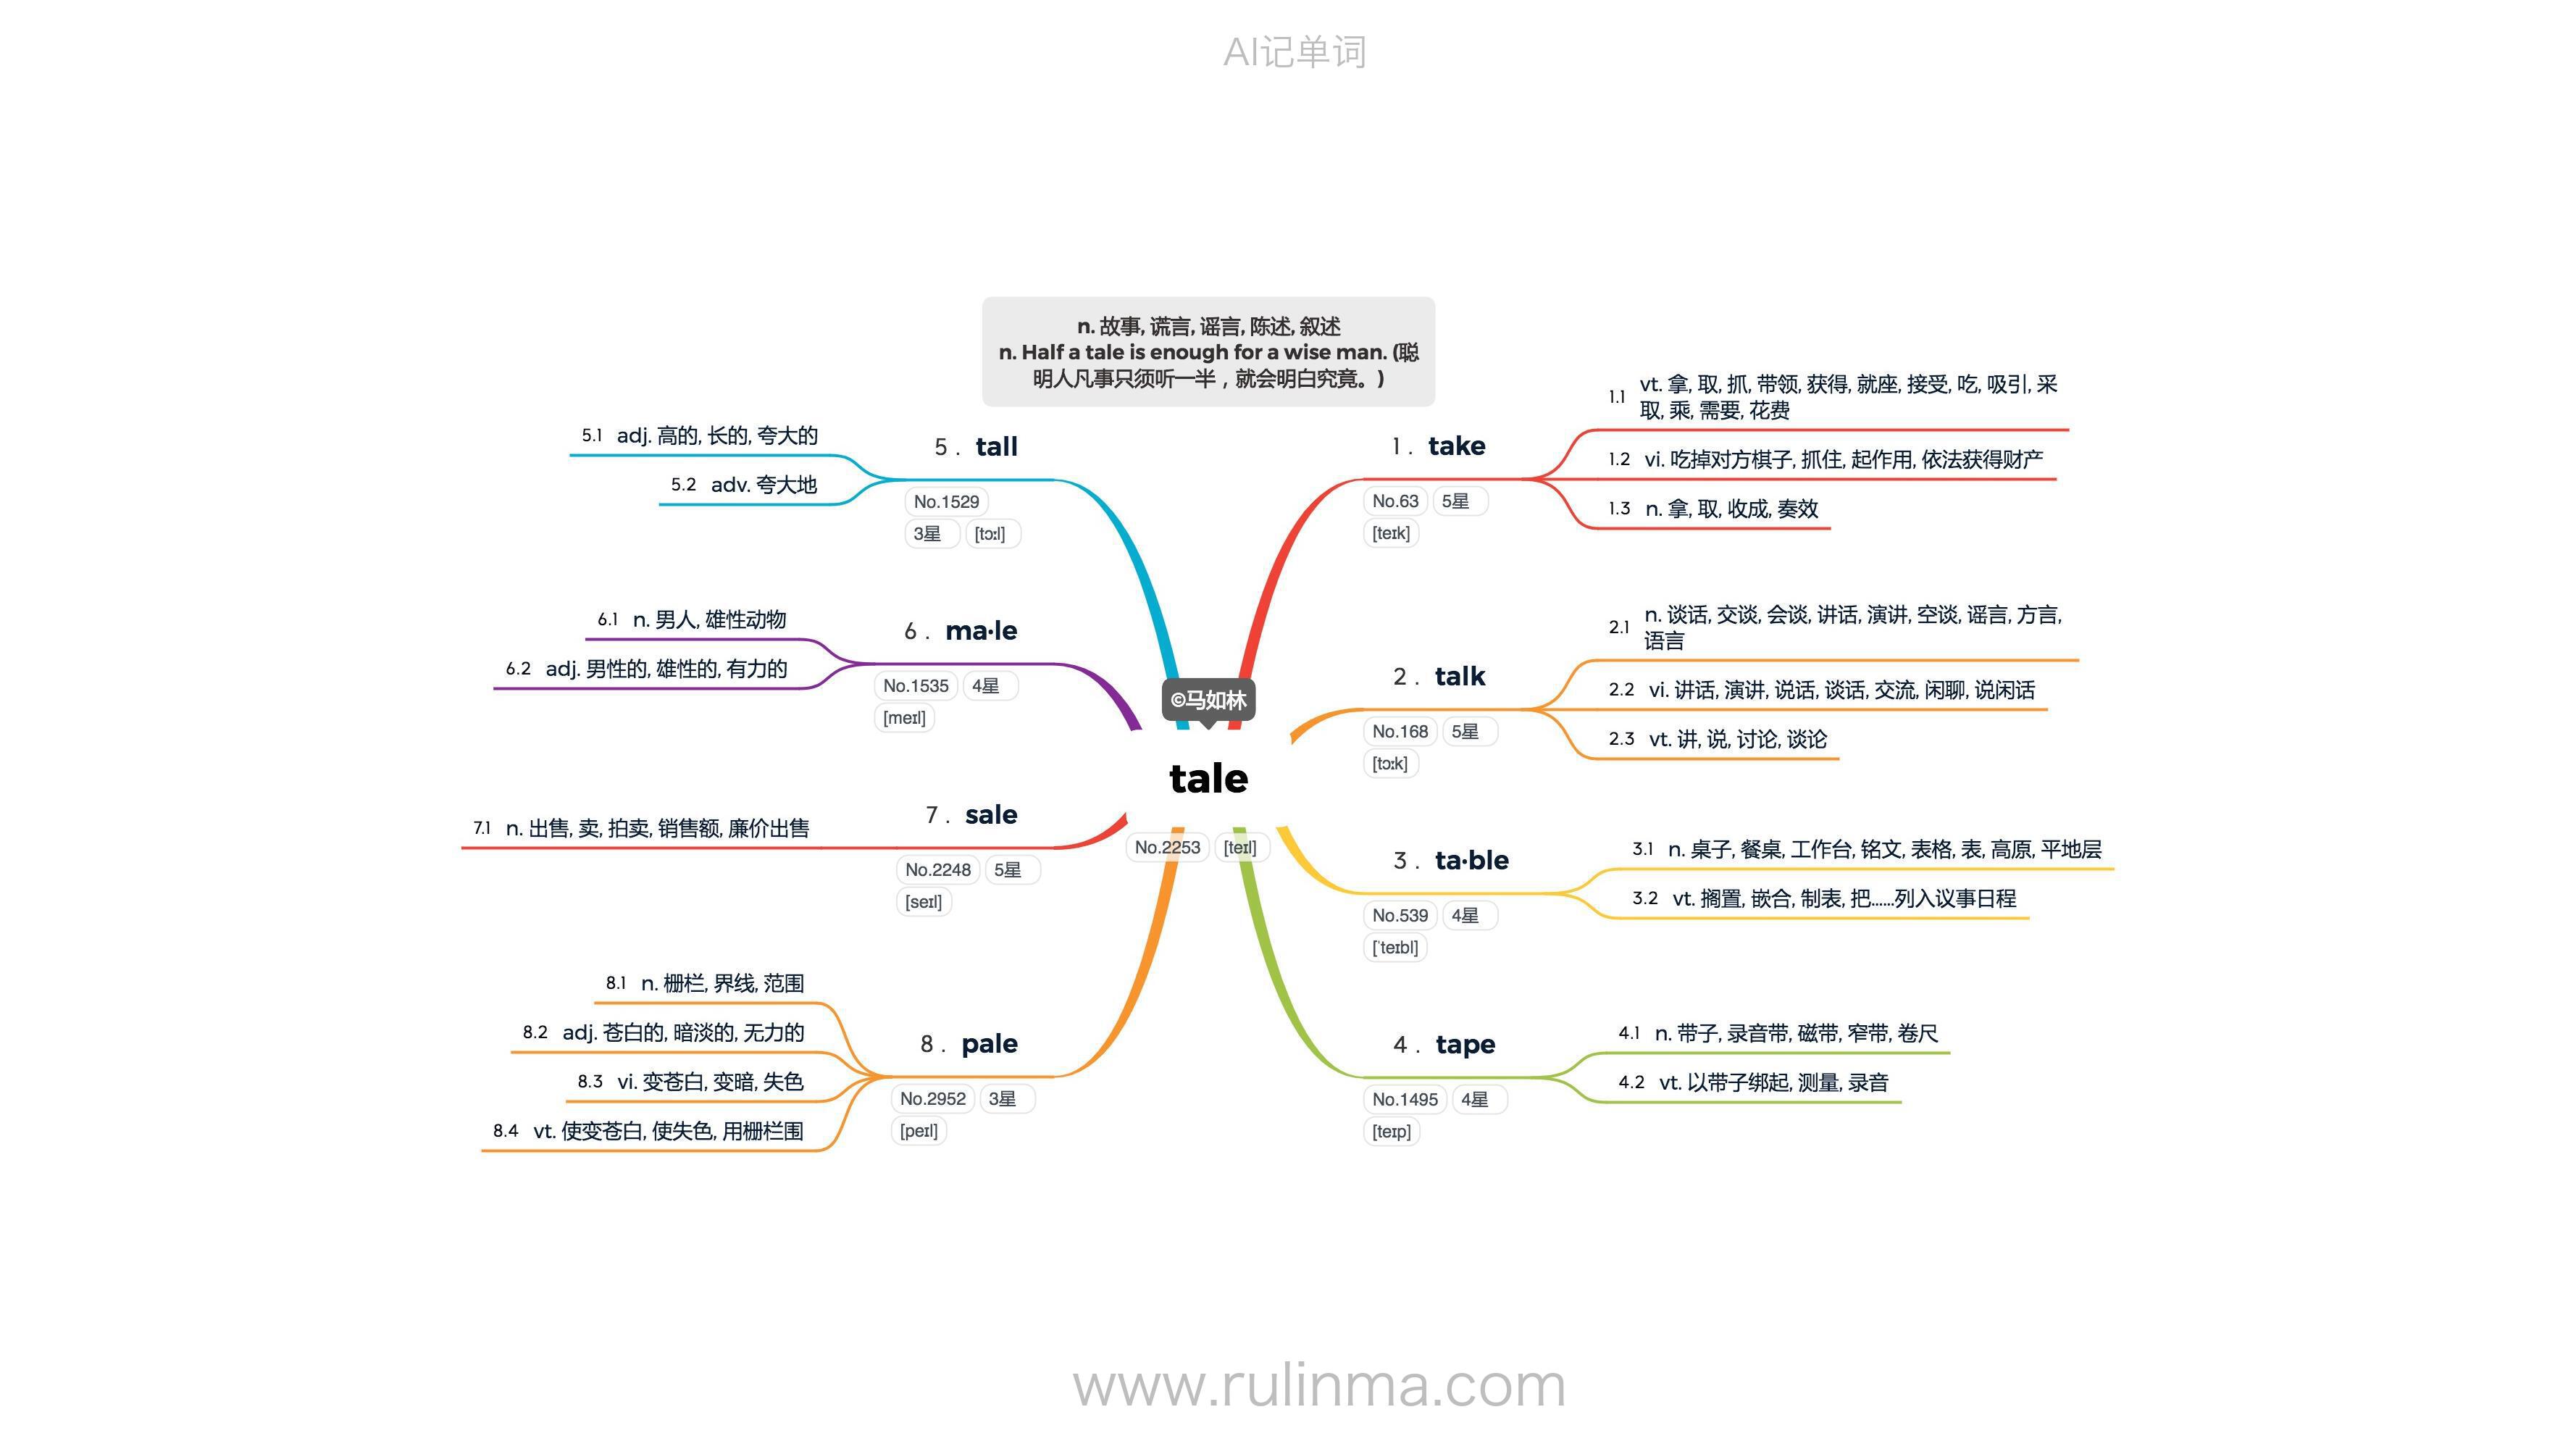 AI记单词
n. 故事, 谎言, 谣言, 陈述, 叙述
n. Half a tale is enough for a wise man. (聪
明人凡事只须听一半，就会明白究竟。)
©马如林
tale
No.2253 [teɪl]
1 . take
No.63 5星
[teɪk]
1.1 vt. 拿, 取, 抓, 带领, 获得, 就座, 接受, 吃, 吸引, 采
取, 乘, 需要, 花费
1.2 vi. 吃掉对方棋子, 抓住, 起作用, 依法获得财产
1.3 n. 拿, 取, 收成, 奏效
2 . talk
No.168 5星
[tɔːk]
2.1 n. 谈话, 交谈, 会谈, 讲话, 演讲, 空谈, 谣言, 方言,
语言
2.2 vi. 讲话, 演讲, 说话, 谈话, 交流, 闲聊, 说闲话
2.3 vt. 讲, 说, 讨论, 谈论
3 . ta·ble
No.539 4星
[ˈteɪbl]
3.1 n. 桌子, 餐桌, 工作台, 铭文, 表格, 表, 高原, 平地层
3.2 vt. 搁置, 嵌合, 制表, 把……列入议事日程
4 . tape
No.1495 4星
[teɪp]
4.1 n. 带子, 录音带, 磁带, 窄带, 卷尺
4.2 vt. 以带子绑起, 测量, 录音
5 . tall
No.1529
3星 [tɔːl]
5.1 adj. 高的, 长的, 夸大的
5.2 adv. 夸大地
6 . ma·le
No.1535 4星
[meɪl]
6.1 n. 男人, 雄性动物
6.2 adj. 男性的, 雄性的, 有力的
7 . sale
No.2248 5星
[seɪl]
7.1 n. 出售, 卖, 拍卖, 销售额, 廉价出售
8 . pale
No.2952 3星
[peɪl]
8.1 n. 栅栏, 界线, 范围
8.2 adj. 苍白的, 暗淡的, 无力的
8.3 vi. 变苍白, 变暗, 失色
8.4 vt. 使变苍白, 使失色, 用栅栏围
www.rulinma.com